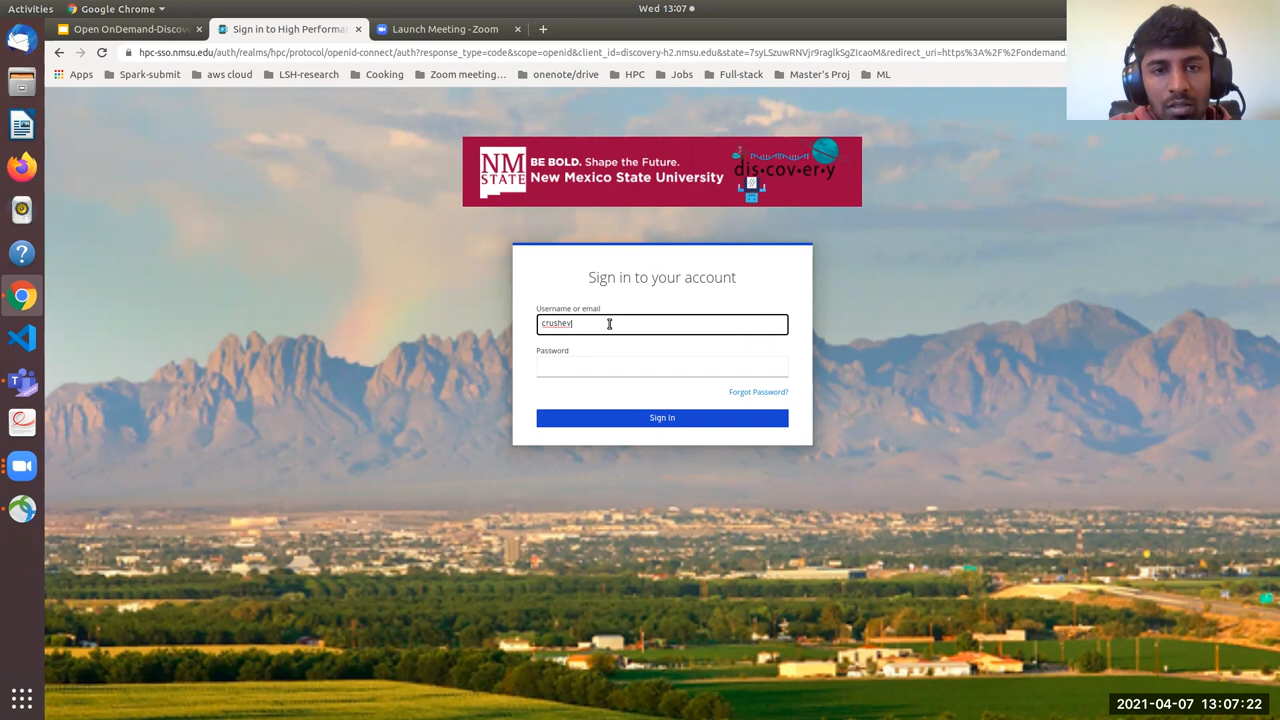 Activities
Google Chrome
Wed 13:07
Open OnDemand-Discov
Sign in to High Performa
Launch Meeting - Zoom
hpc-sso.nmsu.edu/auth/realms/hpc/protocol/openid-connect/auth?response_type=code&scope=openid&client_id=discovery-h2.nmsu.edu&state=7syLSzuwRNVjr9raglkSgZIcaoM&redirect_uri=https%3A%2F%2Fondemand.
Apps
Spark-submit
aws cloud
LSH-research
Cooking
Zoom meeting…
onenote/drive
HPC
Jobs
Full-stack
Master's Proj
ML
NM STATE
BE BOLD. Shape the Future.
New Mexico State University
dis·cov·er·y
Sign in to your account
Username or email
crushev
Password
Forgot Password?
Sign In
2021-04-07 13:07:22